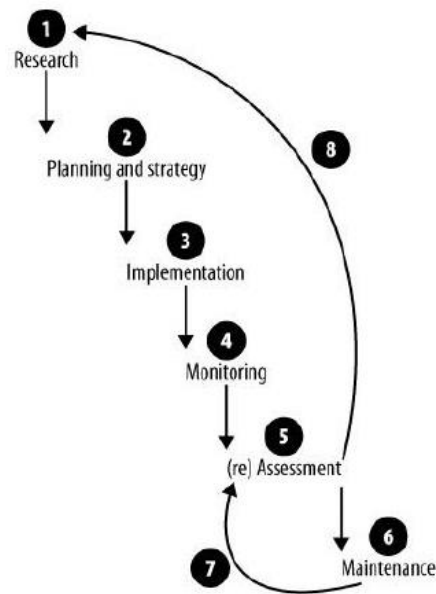 1
Research
8
2
Planning and strategy
3
Implementation
4
Monitoring
5
(re) Assessment
6
Maintenance
7